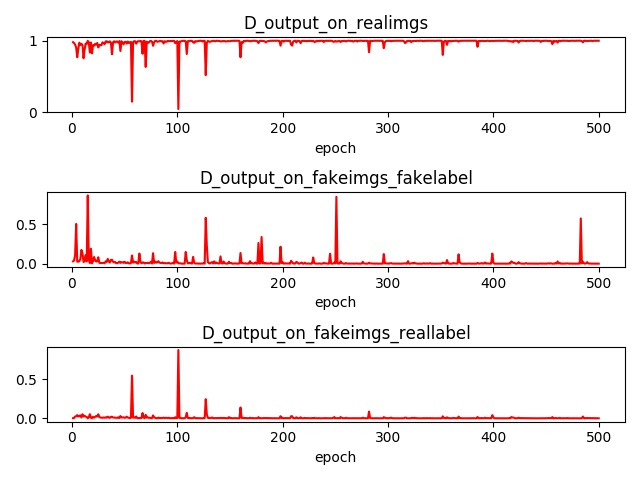 D_output_on_realimgs
1
0
0 100 200 300 400 500
epoch
D_output_on_fakeimgs_fakelabel
0.5
0.0
0 100 200 300 400 500
epoch
D_output_on_fakeimgs_reallabel
0.5
0.0
0 100 200 300 400 500
epoch